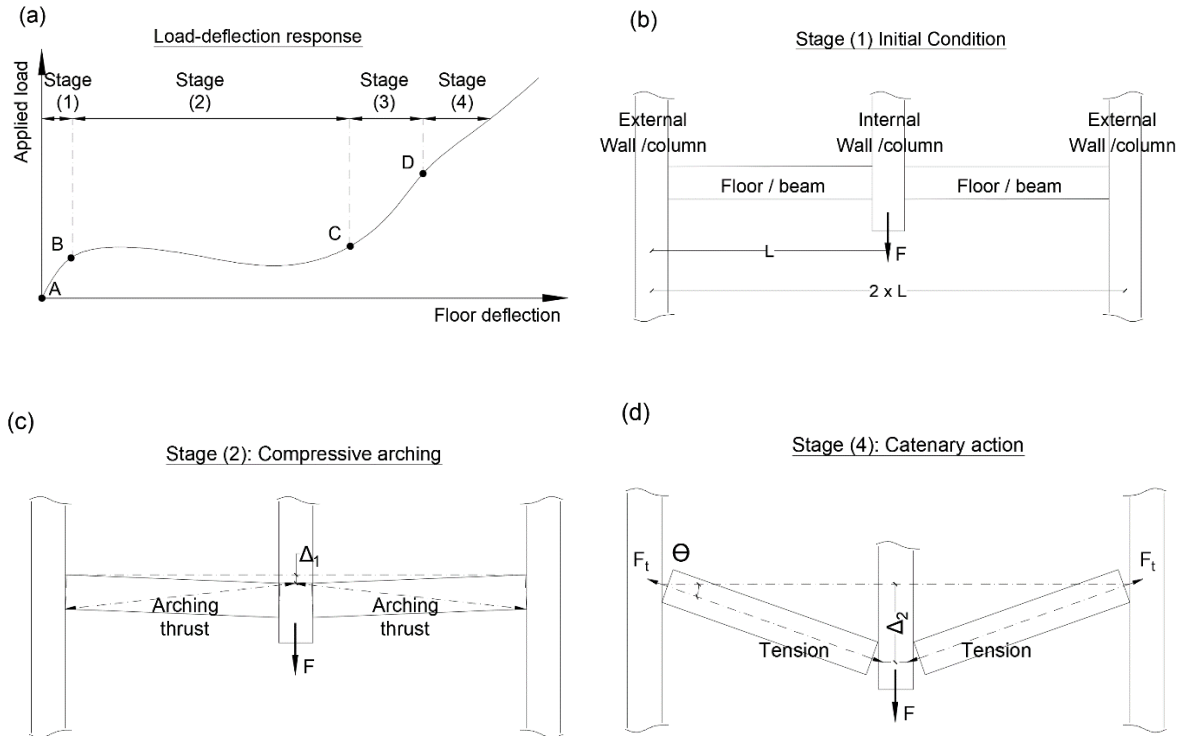 (a)
Load-deflection response
Applied load
Stage
(1)
Stage
(2)
Stage
(3)
Stage
(4)
A
B
C
D
Floor deflection
(b)
Stage (1) Initial Condition
External
Wall /column
Internal
Wall /column
External
Wall /column
Floor / beam
Floor / beam
L
F
2 x L
(c)
Stage (2): Compressive arching
Δ1
Arching
thrust
Arching
thrust
F
(d)
Stage (4): Catenary action
Ft
Θ
Ft
Δ2
Tension
Tension
F